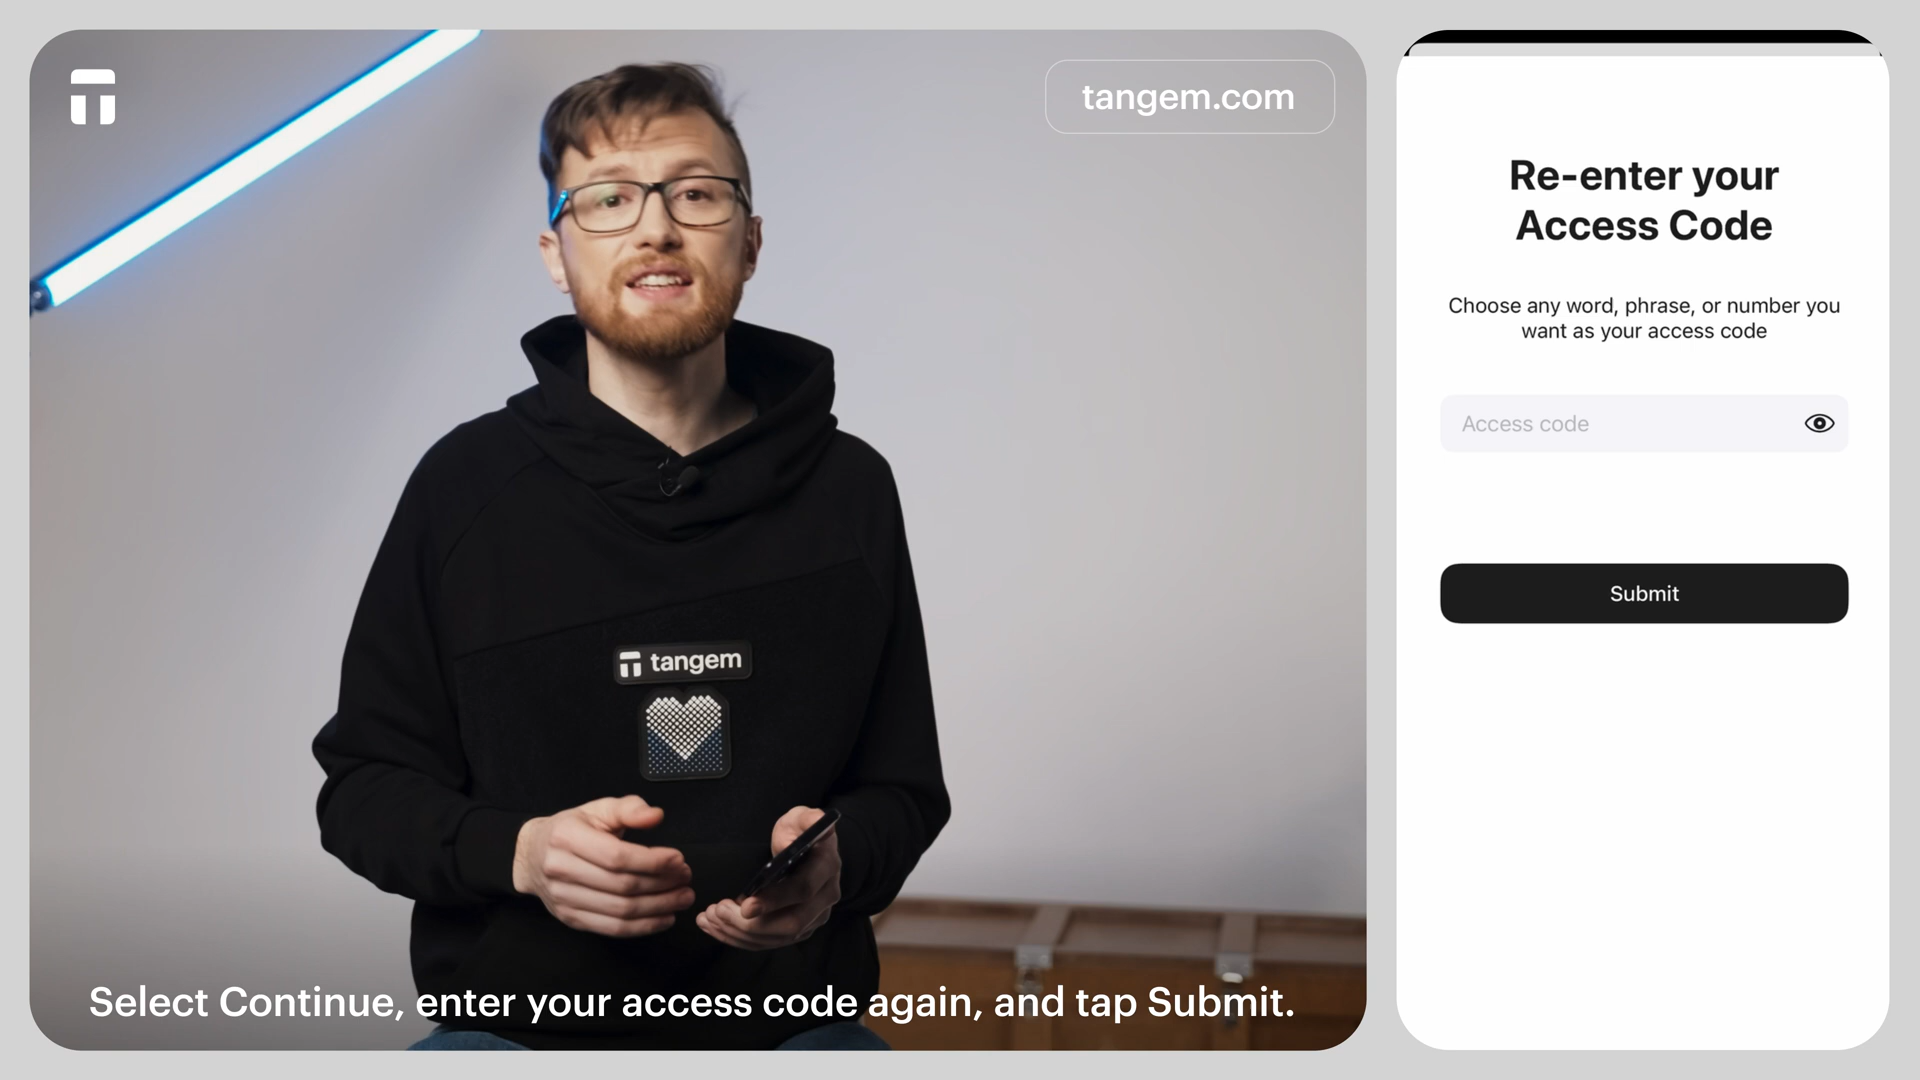 tangem.com
tangem
Select Continue, enter your access code again, and tap Submit.
Re-enter your
Access Code
Choose any word, phrase, or number you
want as your access code
Access code
Submit